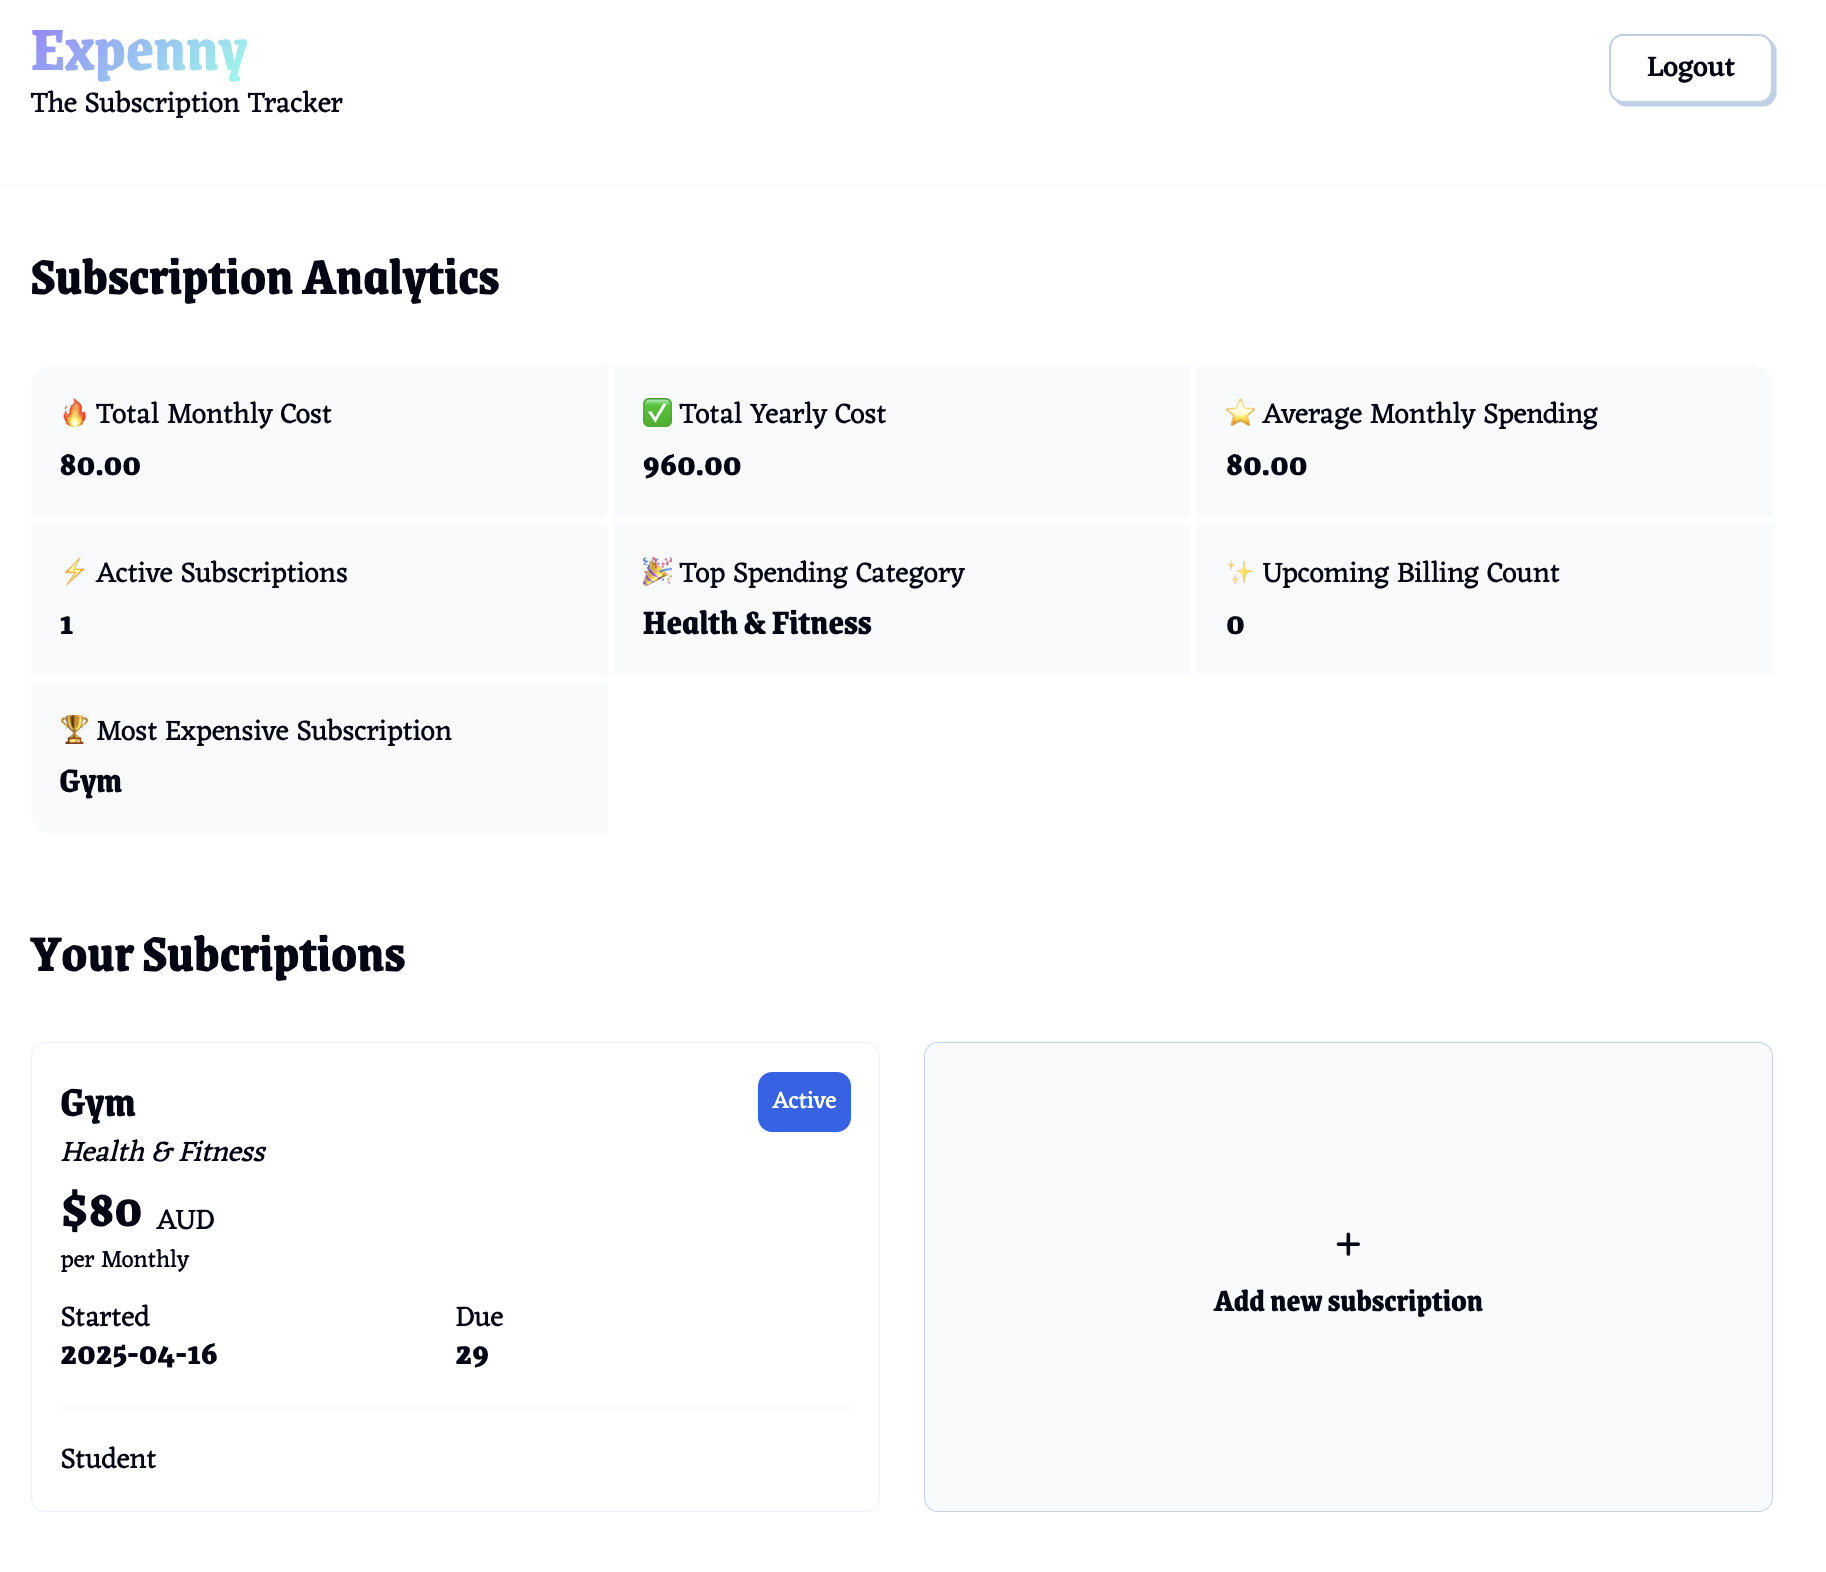 Expenny
The Subscription Tracker
Logout
Subscription Analytics
🔥 Total Monthly Cost
80.00
✅ Total Yearly Cost
960.00
⭐ Average Monthly Spending
80.00
⚡ Active Subscriptions
1
🎉 Top Spending Category
Health & Fitness
✨ Upcoming Billing Count
0
🏆 Most Expensive Subscription
Gym
Your Subcriptions
Gym
Active
Health & Fitness
$80 AUD
per Monthly
Started
2025-04-16
Due
29
Student
+
Add new subscription